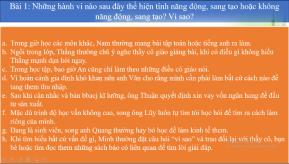 Bài 1: Những hành vi nào sau đây thể hiện tính năng động, sáng tạo hoặc không
năng động, sáng tạo? Vì sao?
a. Trong giờ học các môn khác, Nam thường mang bài tập toán hoặc tiếng anh ra làm.
b. Ngồi trong lớp, Thắng thường chú ý nghe thầy cô giáo giảng bài, khi có điều gì không hiểu
Thắng mạnh dạn hỏi ngay.
c. Trong học tập, bao giờ An cũng chỉ làm theo những điều cô giáo nói.
d. Vì hoàn cảnh gia đình khó khăn nên anh Văn cho rằng mình cần phải làm bất cứ cách nào để
tăng them thu nhập.
e. Sau khi cân nhắc và bàn kĩ lưỡng, ông Thuận quyết định xin vay vốn ngân hàng để đầu
tư sản xuất.
f. Mặc dù trình độ học vấn không cao, song ông Lũy luôn tự tìm tòi học hỏi để tìm ra cách làm
riêng của mình.
g. Đang là sinh viên, song anh Quang thường hay bỏ học để làm kinh tế thêm.
h. Khi tìm hiểu bất cứ vấn đề gì, Minh thường đặt câu hỏi “vì sao” và trao đổi lại với thầy cô, bạn
bè hoặc tìm đọc them những sách báo có liên quan để tìm lời giải đáp.